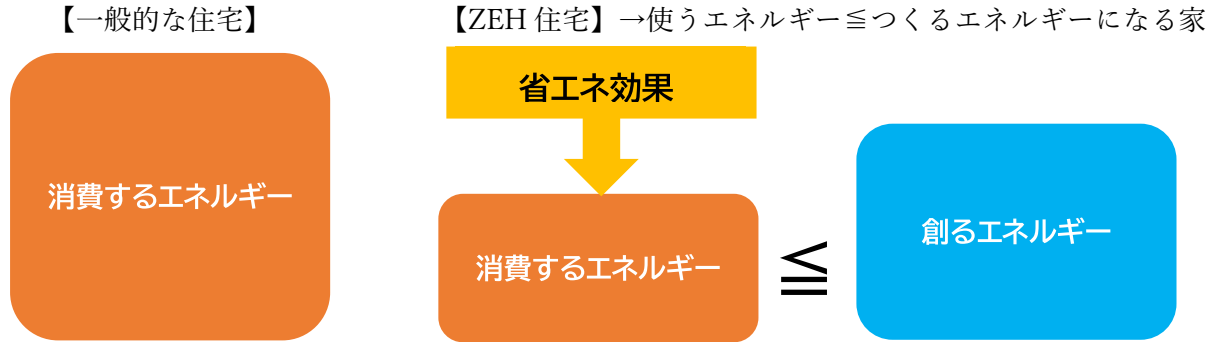 【一般的な住宅】
【ZEH 住宅】→使うエネルギー≦つくるエネルギーになる家
消費するエネルギー
省エネ効果
消費するエネルギー
≦
創るエネルギー